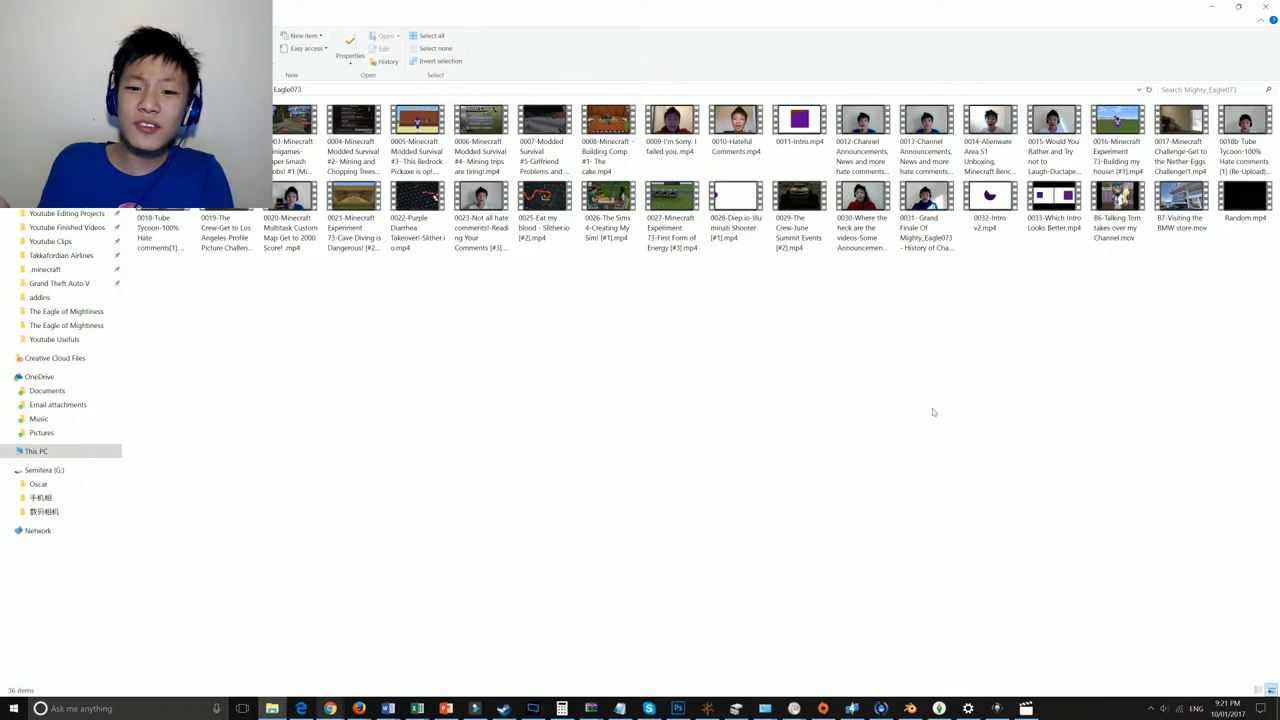 New item
Easy access
New
Properties
Open
Edit
History
Open
Select all
Select none
Invert selection
Select
Eagle073
Search Mighty_Eagle073
003-Minecraft
inigames-
per Smash
obs! #1 [Mi...
0004-Minecraft
Modded Survival
#2- Mining and
Chopping Trees...
0005-Minecraft
Modded Survival
#3- This Bedrock
Pickaxe is op!....
0006-Minecraft
Modded Survival
#4- Mining trips
are tiring!.mp4
0007-Modded
Survival
#5-Girlfriend
Problems and ...
0008-Minecraft -
Building Comp
#1- The
cake.mp4
0009-I'm Sorry. I
failed you..mp4
0010-Hateful
Comments.mp4
0011-Intro.mp4
0012-Channel
Announcements,
News and more
hate comments...
0013-Channel
Announcements,
News and more
hate comments...
0014-Alienware
Area 51
Unboxing,
Minecraft Benc...
0015-Would You
Rather and Try
not to
Laugh-Ductape...
0016-Minecraft
Experiment
73-Building my
house! [#1].mp4
0017-Minecraft
Challenge-Get to
the Nether-Eggs
Challenge!1.mp4
0018b-Tube
Tycoon-100%
Hate comments
[1] (Re-Upload)...
0018-Tube
Tycoon-100%
Hate
comments[1]....
0019-The
Crew-Get to Los
Angeles-Profile
Picture Challen...
0020-Minecraft
Multitask Custom
Map Get to 2000
Score! .mp4
0021-Minecraft
Experiment
73-Cave Diving is
Dangerous! [#2...
0022-Purple
Diarrhea
Takeover!-Slither.i
o.mp4
0023-Not all hate
comments!-Readi
ng Your
Comments [#3]....
0025-Eat my
blood - Slither.io
[#2].mp4
0026-The Sims
4-Creating My
Sim! [#1].mp4
0027-Minecraft
Experiment
73-First Form of
Energy [#3].mp4
0028-Diep.io-Illu
minati Shooter
[#1].mp4
0029-The
Crew-June
Summit Events
[#2].mp4
0030-Where the
heck are the
videos-Some
Announcemen...
0031- Grand
Finale Of
Mighty_Eagle073
- History of Cha...
0032-Intro
v2.mp4
0033-Which Intro
Looks Better.mp4
B6-Talking Tom
takes over my
Channel.mov
B7-Visiting the
BMW store.mov
Random.mp4
Youtube Editing Projects
Youtube Finished Videos
Youtube Clips
Takkafordian Airlines
.minecraft
Grand Theft Auto V
addins
The Eagle of Mightiness
The Eagle of Mightiness
Youtube Usefuls
Creative Cloud Files
OneDrive
Documents
Email attachments
Music
Pictures
This PC
Semitera (G:)
Oscar
手机相
数码相机
Network
36 items
Ask me anything
ENG
9:21 PM
10/01/2017